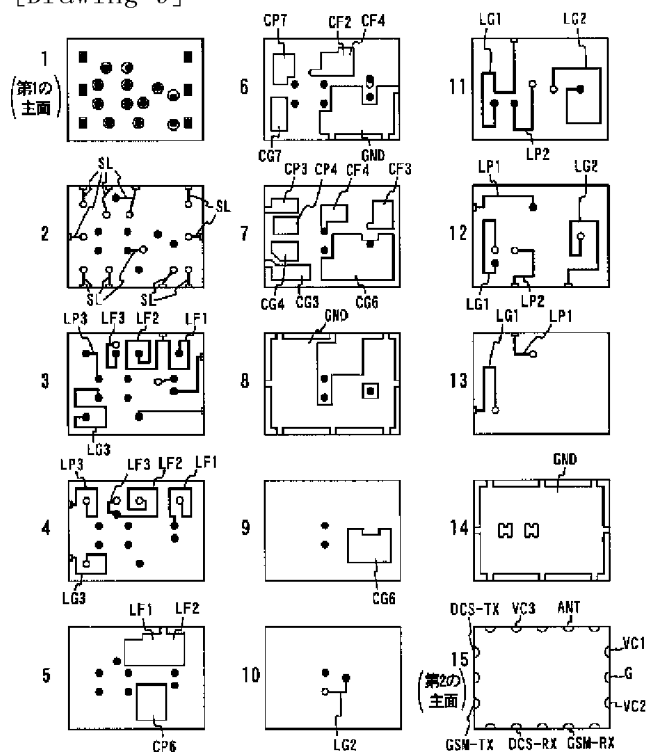 [Drawing
1
(第1の
主面)
2
SL
SL
SL
SL
3
LP3 LF3 LF2 LF1
LG3
4
LP3 LF3 LF2 LF1
LG3
5
LF1 LF2
CP6
6
CP7 CF2 CF4
CG7 GND
7
CP3 CP4 CF4 CF3
CG4 CG3 CG6
8
GND
9
CG6
10
LG2
11
LG1 LG2
LP2
12
LP1 LG2
LG1 LP2
13
LG1 LP1
14
GND
15
(第2の
主面)
DCS-TX VC3 ANT
VC1
G
VC2
GSM-TX DCS-RX GSM-RX